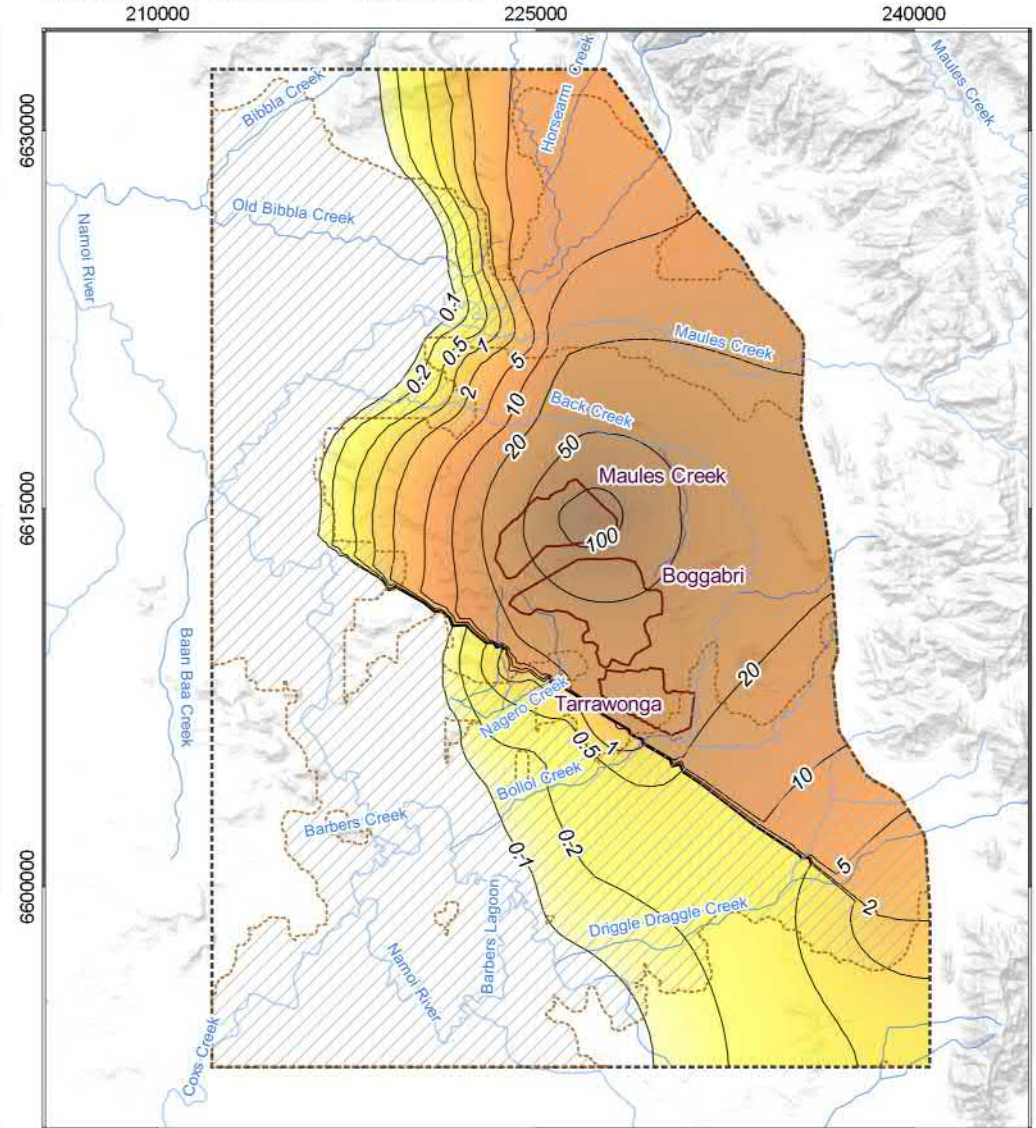 210000
225000
240000
6630000
6615000
6600000
Bibbla Creek
Horsearm Creek
Maules Creek
Old Bibbla Creek
Namoi River
0.1
0.5
1
0.2
2
5
10
20
50
Maules Creek
Back Creek
Maules Creek
100
Boggabri
Baan Baa Creek
20
Nagero Creek
Tarrawonga
0.5
1
Bollol Creek
10
Barbers Creek
0.1
0.2
5
2
Barbers Lagoon
Driggle Draggle Creek
Namoi River
Coxs Creek